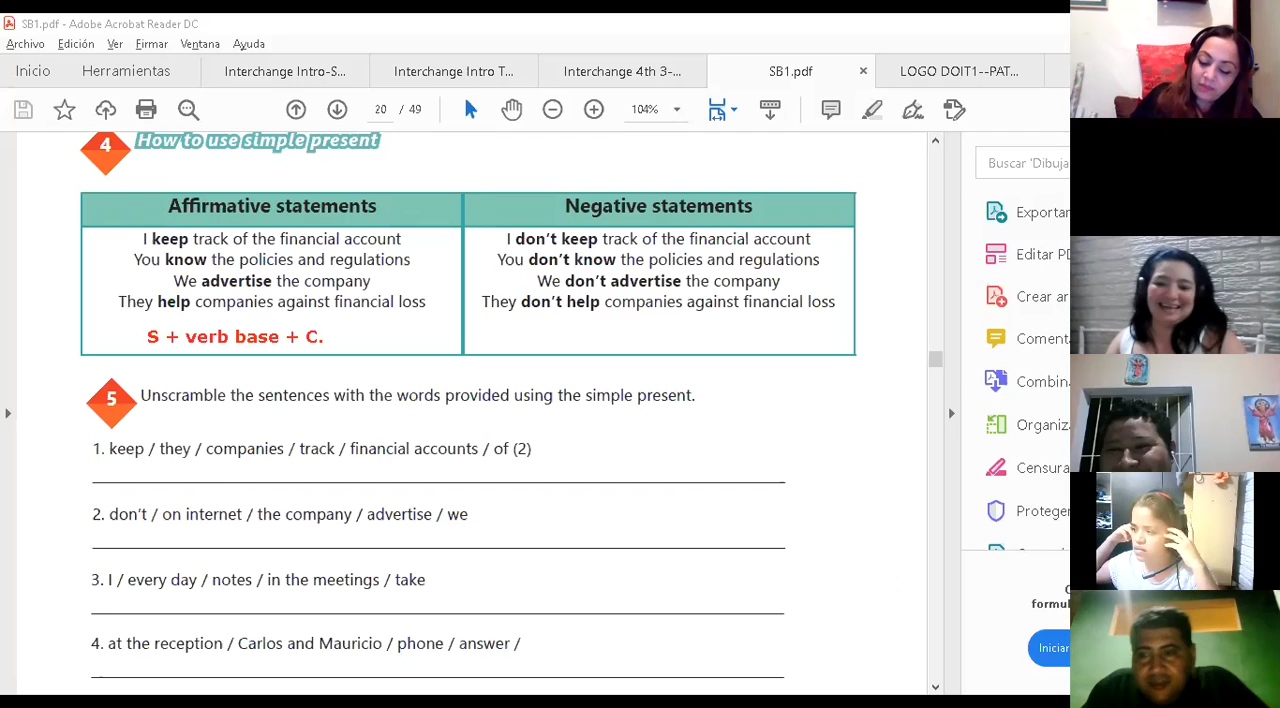 SB1.pdf - Adobe Acrobat Reader DC
Archivo Edición Ver Firmar Ventana Ayuda
Inicio Herramientas Interchange Intro-S... Interchange Intro T... Interchange 4th 3-... SB1.pdf × LOGO DOIT1--PAT...
20 / 49 104%
4 How to use simple present
Affirmative statements Negative statements
I keep track of the financial account I don't keep track of the financial account
You know the policies and regulations You don't know the policies and regulations
We advertise the company We don't advertise the company
They help companies against financial loss They don't help companies against financial loss
S + verb base + C.
5 Unscramble the sentences with the words provided using the simple present.
1. keep / they / companies / track / financial accounts / of (2)
2. don't / on internet / the company / advertise / we
3. I / every day / notes / in the meetings / take
4. at the reception / Carlos and Mauricio / phone / answer /
Buscar 'Dibuja
Exportar
Editar PD
Crear ar
Comenta
Combina
Organiza
Censura
Proteger
formul
Iniciar